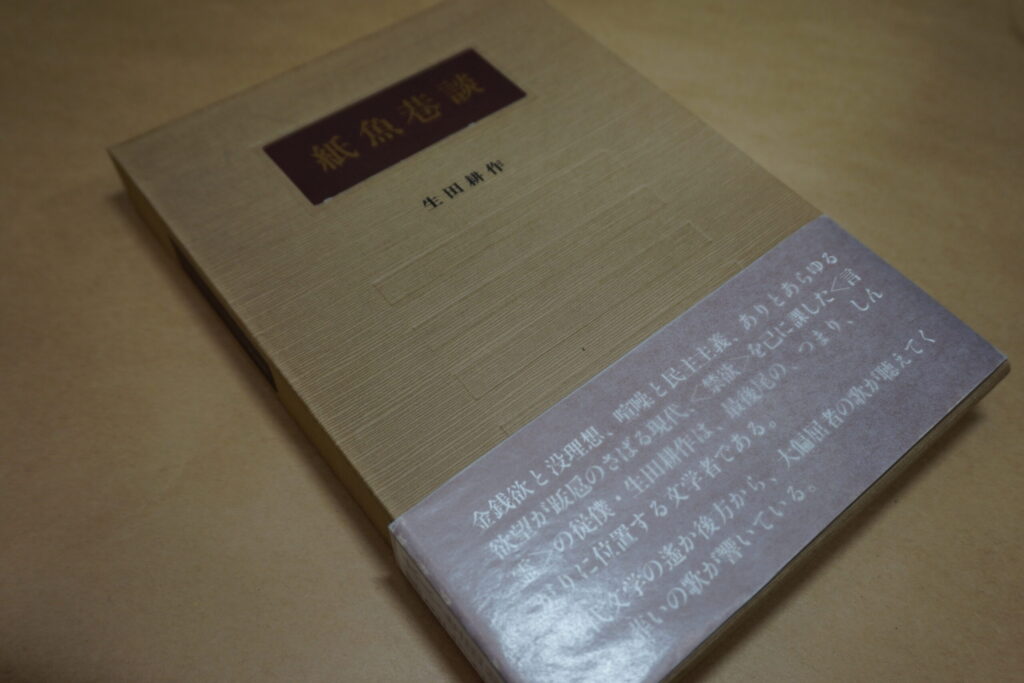 紙魚巷談
生田耕作
金銭欲と没理想、喧噪と民主主義、ありとあらゆる
欲望が跋扈のさばる現代、〈禁欲〉を己に課した〈言
霊〉の従僕・生田耕作は、最後尾の、つまり、しん
がりに位置する文学者である。
代文学の遙か後方から、大偏屈者の歌が聴えてく
いの歌が響いている。